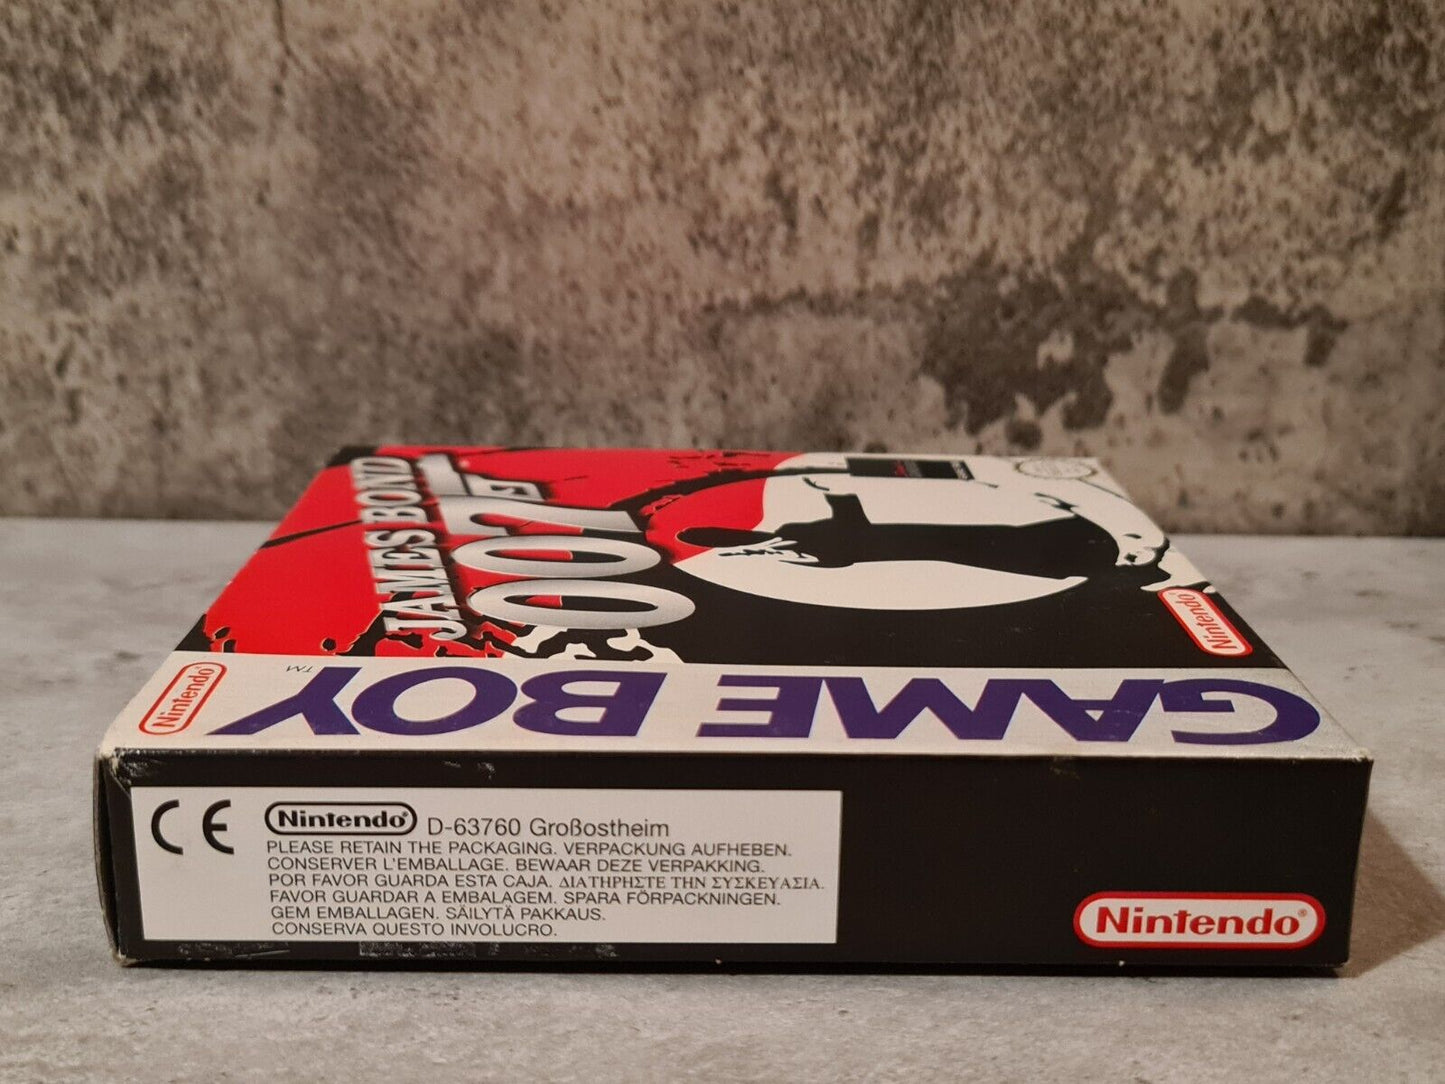 JAMES BOND
007
Nintendo
GAME BOY™
Nintendo®
CE
Nintendo® D-63760 Großostheim
PLEASE RETAIN THE PACKAGING. VERPACKUNG AUFHEBEN.
CONSERVER L'EMBALLAGE. BEWAAR DEZE VERPAKKING.
POR FAVOR GUARDA ESTA CAJA. ΔΙΑΤΗΡΗΣΤΕ ΤΗΝ ΣΥΣΚΕΥΑΣΙΑ.
FAVOR GUARDAR A EMBALAGEM. SPARA FÖRPACKNINGEN.
GEM EMBALLAGEN. SÄILYTÄ PAKKAUS.
CONSERVA QUESTO INVOLUCRO.
Nintendo®